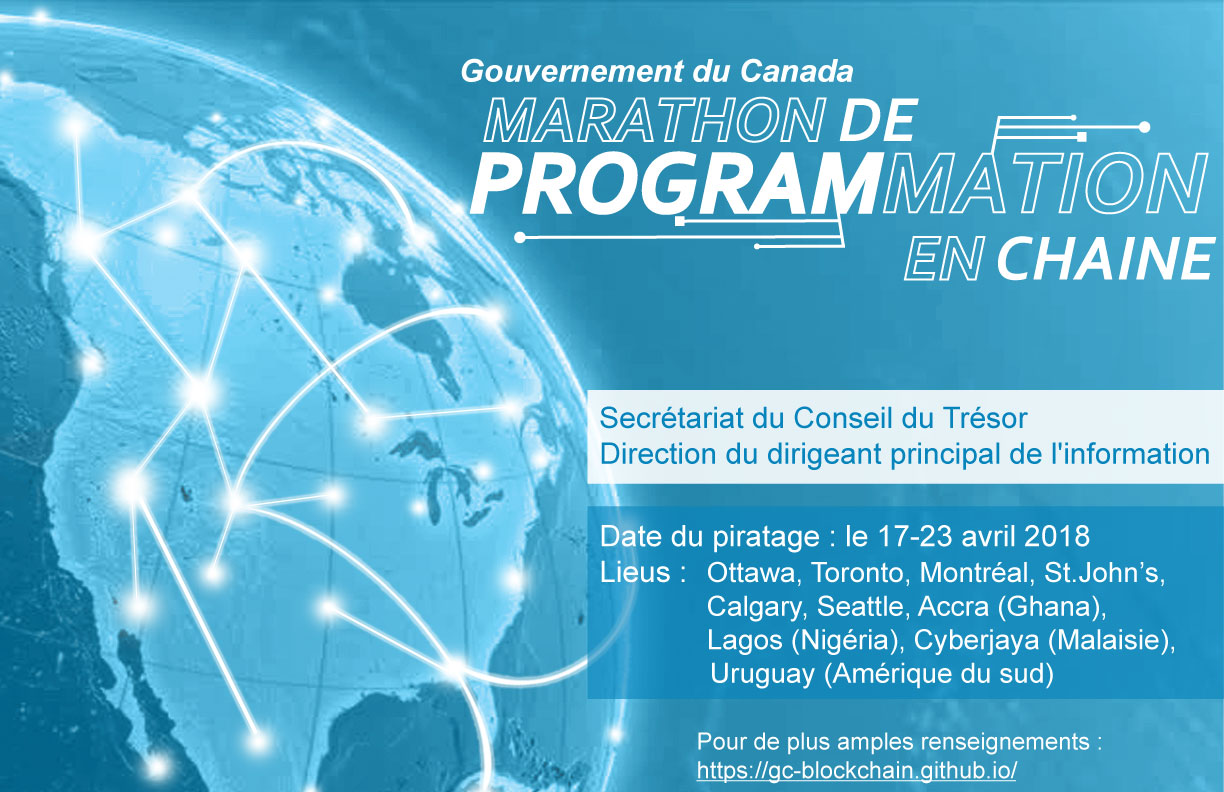 Gouvernement du Canada
MARATHON DE
PROGRAMMATION
EN CHAINE
Secrétariat du Conseil du Trésor
Direction du dirigeant principal de l'information
Date du piratage : le 17-23 avril 2018
Lieus : Ottawa, Toronto, Montréal, St.John’s,
Calgary, Seattle, Accra (Ghana),
Lagos (Nigéria), Cyberjaya (Malaisie),
Uruguay (Amérique du sud)
Pour de plus amples renseignements :
https://gc-blockchain.github.io/